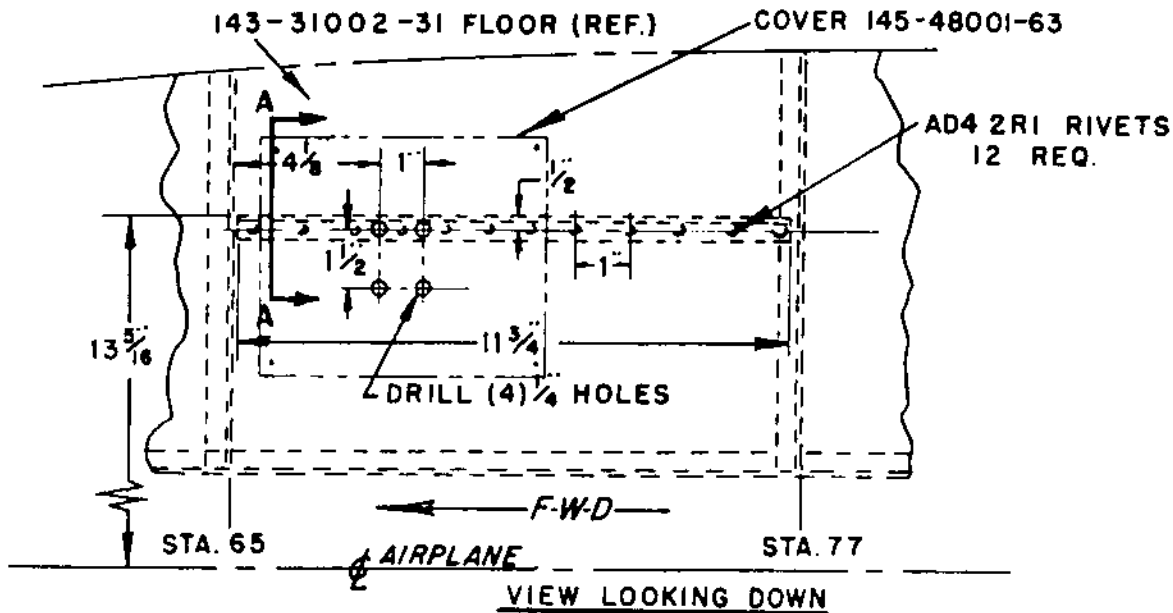 143-31002-31 FLOOR (REF.)
COVER 145-48001-63
A
AD4 2R1 RIVETS
12 REQ.
4 1/8"
1"
1/2"
1 1/2"
1"
A
13 5/16"
11 3/4"
DRILL (4) 1/4" HOLES
F-W-D
STA. 65
STA. 77
℄ AIRPLANE
VIEW LOOKING DOWN